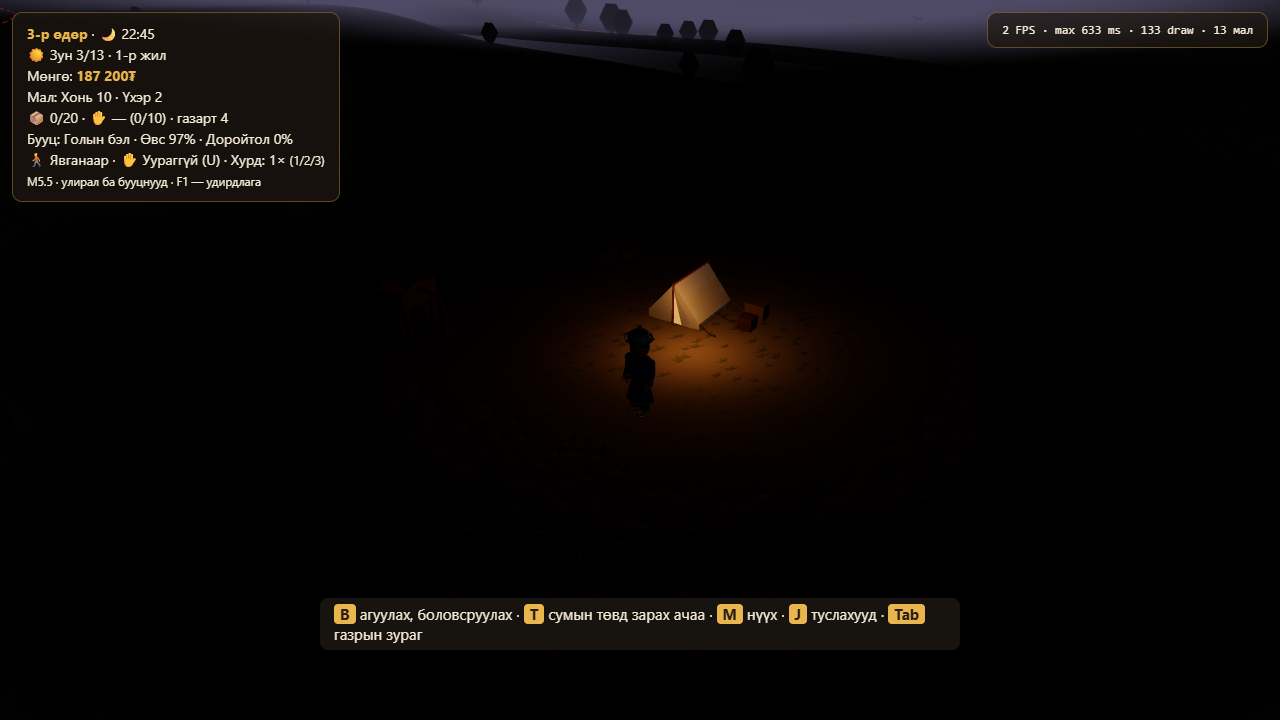 3-р өдөр · 🌙 22:45
☀️ Зун 3/13 · 1-р жил
Мөнгө: 187 200₮
Мал: Хонь 10 · Үхэр 2
📦 0/20 · ✋ — (0/10) · газарт 4
Бууц: Голын бэл · Өвс 97% · Доройтол 0%
🚶 Явганаар · ✋ Уураггүй (U) · Хурд: 1× (1/2/3)
M5.5 · улирал ба бууцнууд · F1 — удирдлага
2 FPS · max 633 ms · 133 draw · 13 мал
B агуулах, боловсруулах · T сумын төвд зарах ачаа · M нүүх · J туслахууд · Tab
газрын зураг